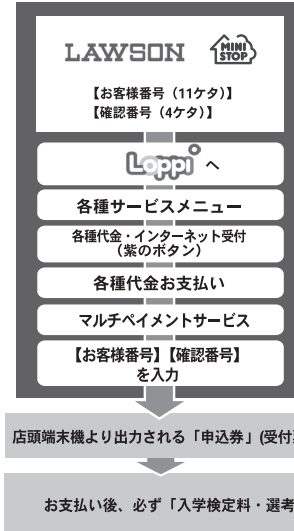 LAWSON MINI STOP
【お客様番号（11ケタ）】
【確認番号（4ケタ）】
Loppiへ
各種サービスメニュー
各種代金・インターネット受付
（紫のボタン）
各種代金お支払い
マルチペイメントサービス
【お客様番号】【確認番号】
を入力
店頭端末機より出力される「申込券」(受付
お支払い後、必ず「入学検定料・選考